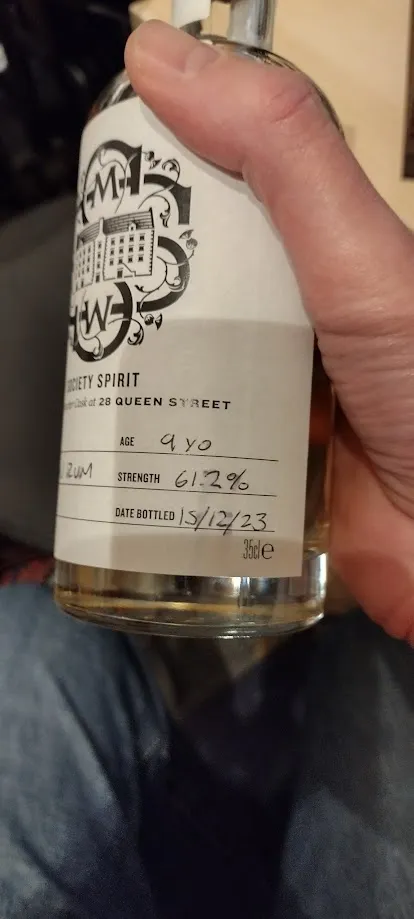 M
W
SOCIETY SPIRIT
Cask at 28 QUEEN STREET
AGE 9 YO
RUM STRENGTH 61.2%
DATE BOTTLED 15/12/23
35cl e